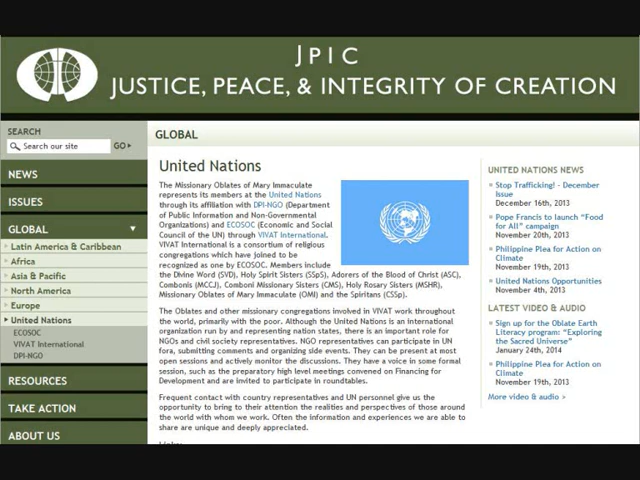 JPIC
JUSTICE, PEACE, & INTEGRITY OF CREATION
SEARCH
Search our site
GO
NEWS
ISSUES
GLOBAL
Latin America & Caribbean
Africa
Asia & Pacific
North America
Europe
United Nations
ECOSOC
VIVAT International
DPI-NGO
RESOURCES
TAKE ACTION
ABOUT US
GLOBAL
United Nations
The Missionary Oblates of Mary Immaculate
represents its members at the United Nations
through its affiliation with DPI-NGO (Department
of Public Information and Non-Governmental
Organizations) and ECOSOC (Economic and Social
Council of the UN) through VIVAT International.
VIVAT International is a consortium of religious
congregations which have joined to be
recognized as one by ECOSOC. Members include
the Divine Word (SVD), Holy Spirit Sisters (SSpS), Adorers of the Blood of Christ (ASC),
Combonis (MCCJ), Comboni Missionary Sisters (CMS), Holy Rosary Sisters (MSHR),
Missionary Oblates of Mary Immaculate (OMI) and the Spiritans (CSSp).
The Oblates and other missionary congregations involved in VIVAT work throughout
the world, primarily with the poor. Although the United Nations is an international
organization run by and representing nation states, there is an important role for
NGOs and civil society representatives. NGO representatives can participate in UN
fora, submitting comments and organizing side events. They can be present at most
open sessions and actively monitor the discussions. They have a voice in some formal
session, such as the preparatory high level meetings convened on Financing for
Development and are invited to participate in roundtables.
Frequent contact with country representatives and UN personnel give us the
opportunity to bring to their attention the realities and perspectives of those around
the world with whom we work. Often the information and experiences we are able to
share are unique and deeply appreciated.
UNITED NATIONS NEWS
Stop Trafficking! - December
Issue
December 16th, 2013
Pope Francis to launch “Food
for All” campaign
November 20th, 2013
Philippine Plea for Action on
Climate
November 19th, 2013
United Nations Opportunities
November 4th, 2013
LATEST VIDEO & AUDIO
Sign up for the Oblate Earth
Literacy program: “Exploring
the Sacred Universe”
January 24th, 2014
Philippine Plea for Action on
Climate
November 19th, 2013
More video & audio >